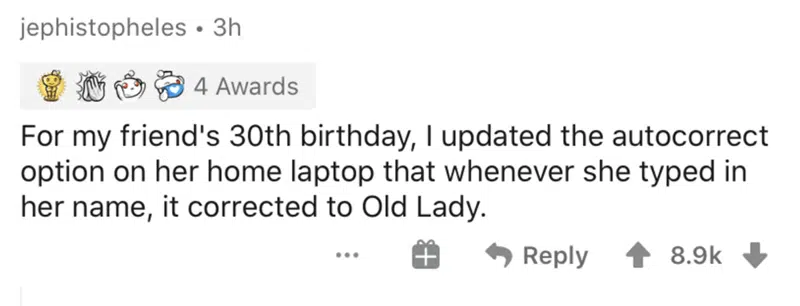 jephistopheles • 3h
4 Awards
For my friend's 30th birthday, I updated the autocorrect
option on her home laptop that whenever she typed in
her name, it corrected to Old Lady.
Reply 8.9k